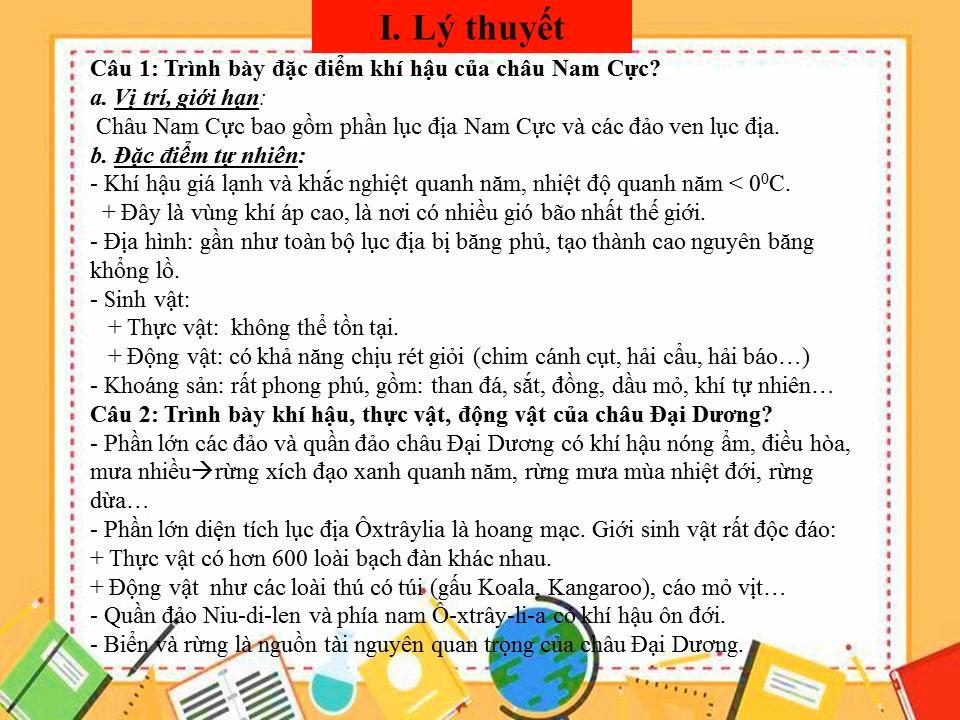 I. Lý thuyết
Câu 1: Trình bày đặc điểm khí hậu của châu Nam Cực?
a. Vị trí, giới hạn:
Châu Nam Cực bao gồm phần lục địa Nam Cực và các đảo ven lục địa.
b. Đặc điểm tự nhiên:
- Khí hậu giá lạnh và khắc nghiệt quanh năm, nhiệt độ quanh năm < 0⁰C.
+ Đây là vùng khí áp cao, là nơi có nhiều gió bão nhất thế giới.
- Địa hình: gần như toàn bộ lục địa bị băng phủ, tạo thành cao nguyên băng
khổng lồ.
- Sinh vật:
+ Thực vật: không thể tồn tại.
+ Động vật: có khả năng chịu rét giỏi (chim cánh cụt, hải cẩu, hải báo…)
- Khoáng sản: rất phong phú, gồm: than đá, sắt, đồng, dầu mỏ, khí tự nhiên…
Câu 2: Trình bày khí hậu, thực vật, động vật của châu Đại Dương?
- Phần lớn các đảo và quần đảo châu Đại Dương có khí hậu nóng ẩm, điều hòa,
mưa nhiều→rừng xích đạo xanh quanh năm, rừng mưa mùa nhiệt đới, rừng
dừa…
- Phần lớn diện tích lục địa Ôxtrâylia là hoang mạc. Giới sinh vật rất độc đáo:
+ Thực vật có hơn 600 loài bạch đàn khác nhau.
+ Động vật như các loài thú có túi (gấu Koala, Kangaroo), cáo mỏ vịt…
- Quần đảo Niu-di-len và phía nam Ô-xtrây-li-a có khí hậu ôn đới.
- Biển và rừng là nguồn tài nguyên quan trọng của châu Đại Dương.